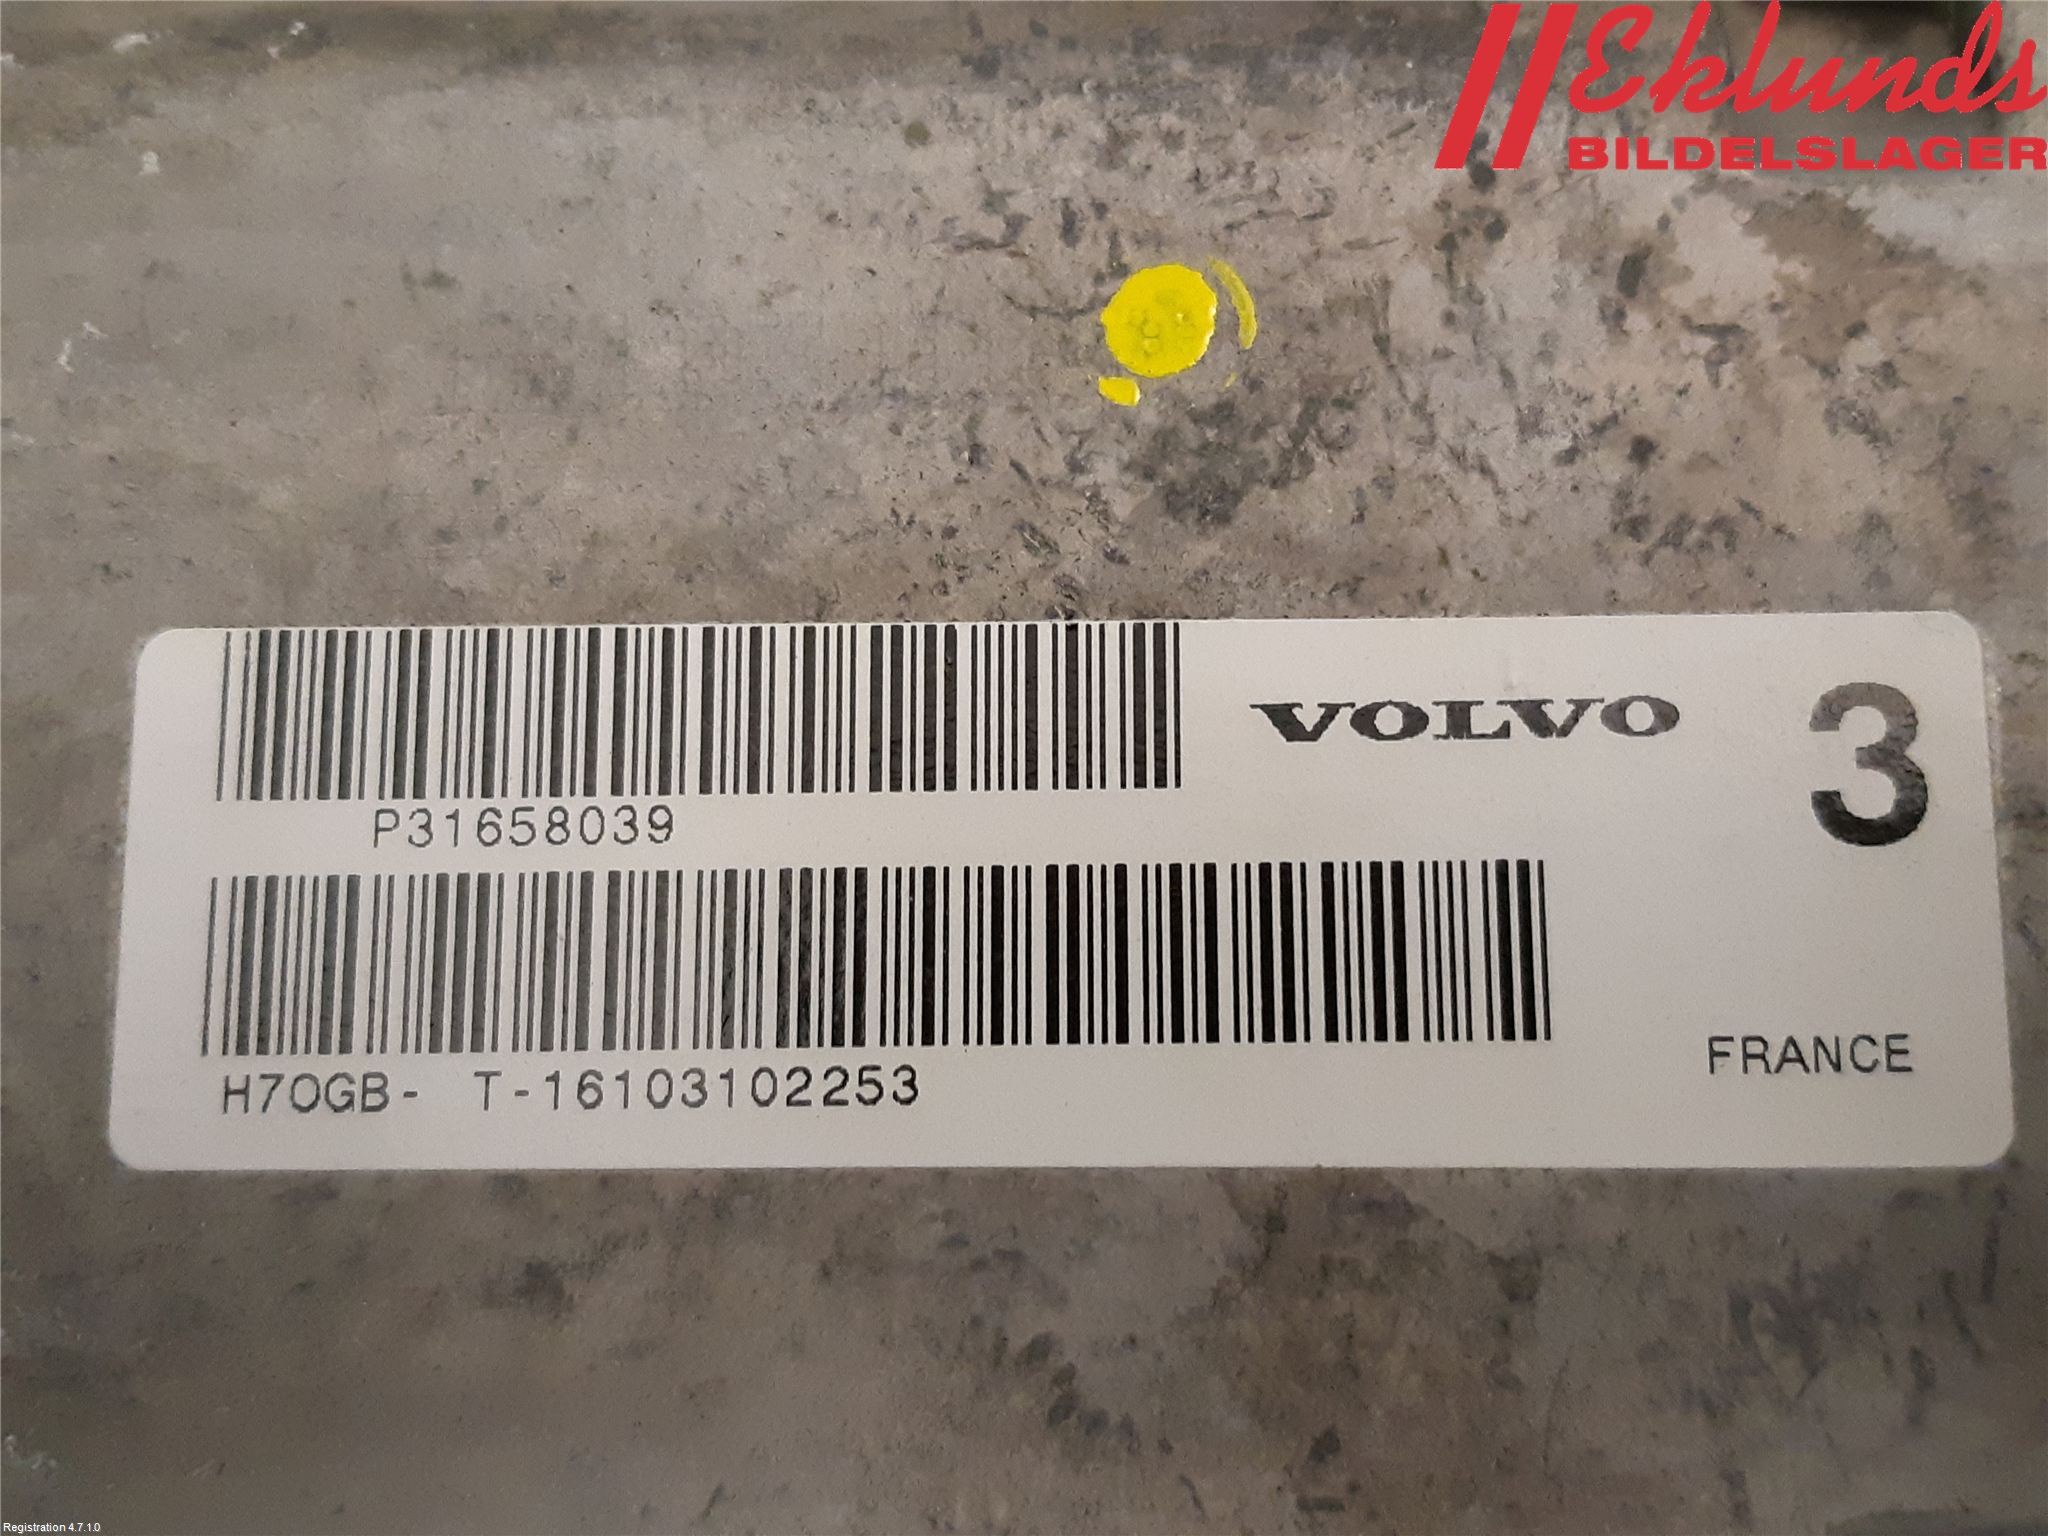 Eklunds
BILDELSLAGER
VOLVO
3
P31658039
H70GB- T-16103102253
FRANCE
Registration 4.7.1.0